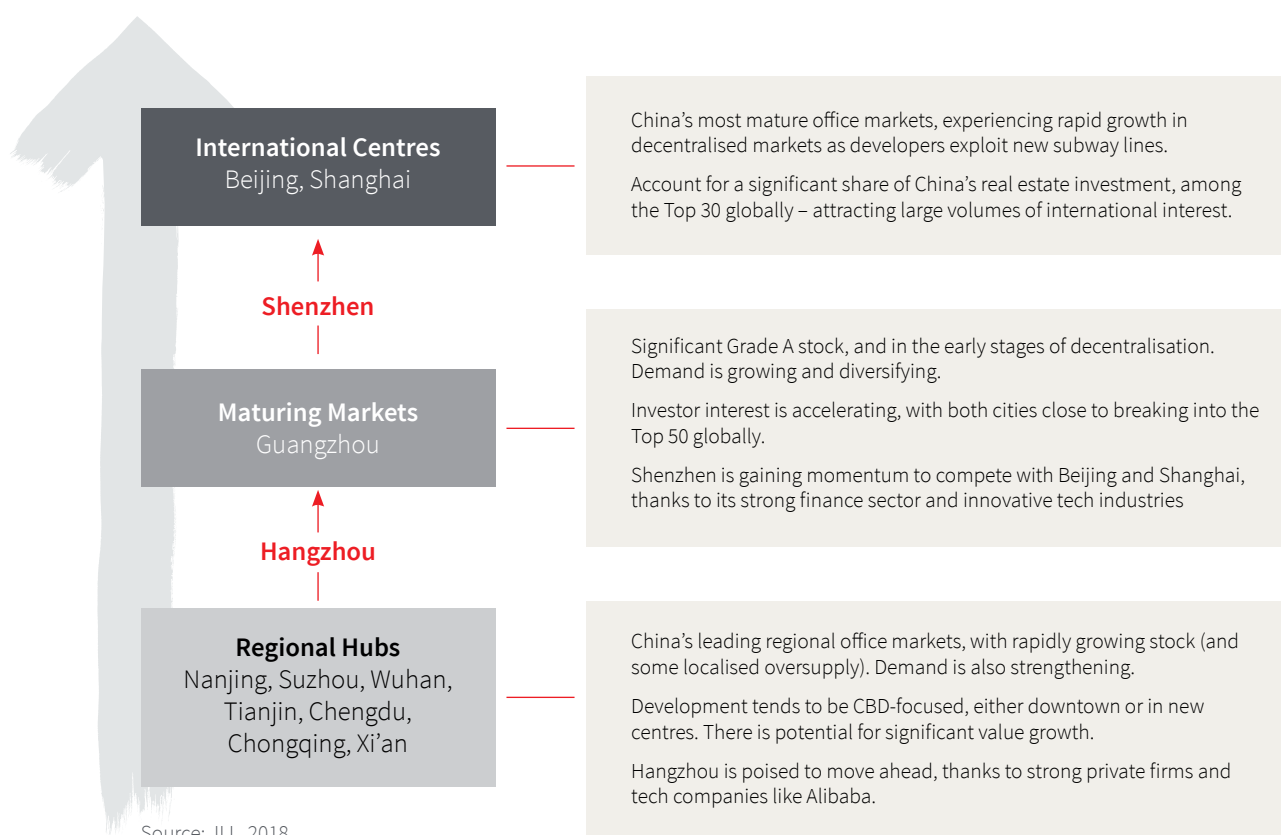 International Centres
Beijing, Shanghai
China’s most mature office markets, experiencing rapid growth in
decentralised markets as developers exploit new subway lines.
Account for a significant share of China’s real estate investment, among
the Top 30 globally – attracting large volumes of international interest.
Shenzhen
Maturing Markets
Guangzhou
Significant Grade A stock, and in the early stages of decentralisation.
Demand is growing and diversifying.
Investor interest is accelerating, with both cities close to breaking into the
Top 50 globally.
Shenzhen is gaining momentum to compete with Beijing and Shanghai,
thanks to its strong finance sector and innovative tech industries
Hangzhou
Regional Hubs
Nanjing, Suzhou, Wuhan,
Tianjin, Chengdu,
Chongqing, Xi’an
China’s leading regional office markets, with rapidly growing stock (and
some localised oversupply). Demand is also strengthening.
Development tends to be CBD-focused, either downtown or in new
centres. There is potential for significant value growth.
Hangzhou is poised to move ahead, thanks to strong private firms and
tech companies like Alibaba.
Source: JLL, 2018